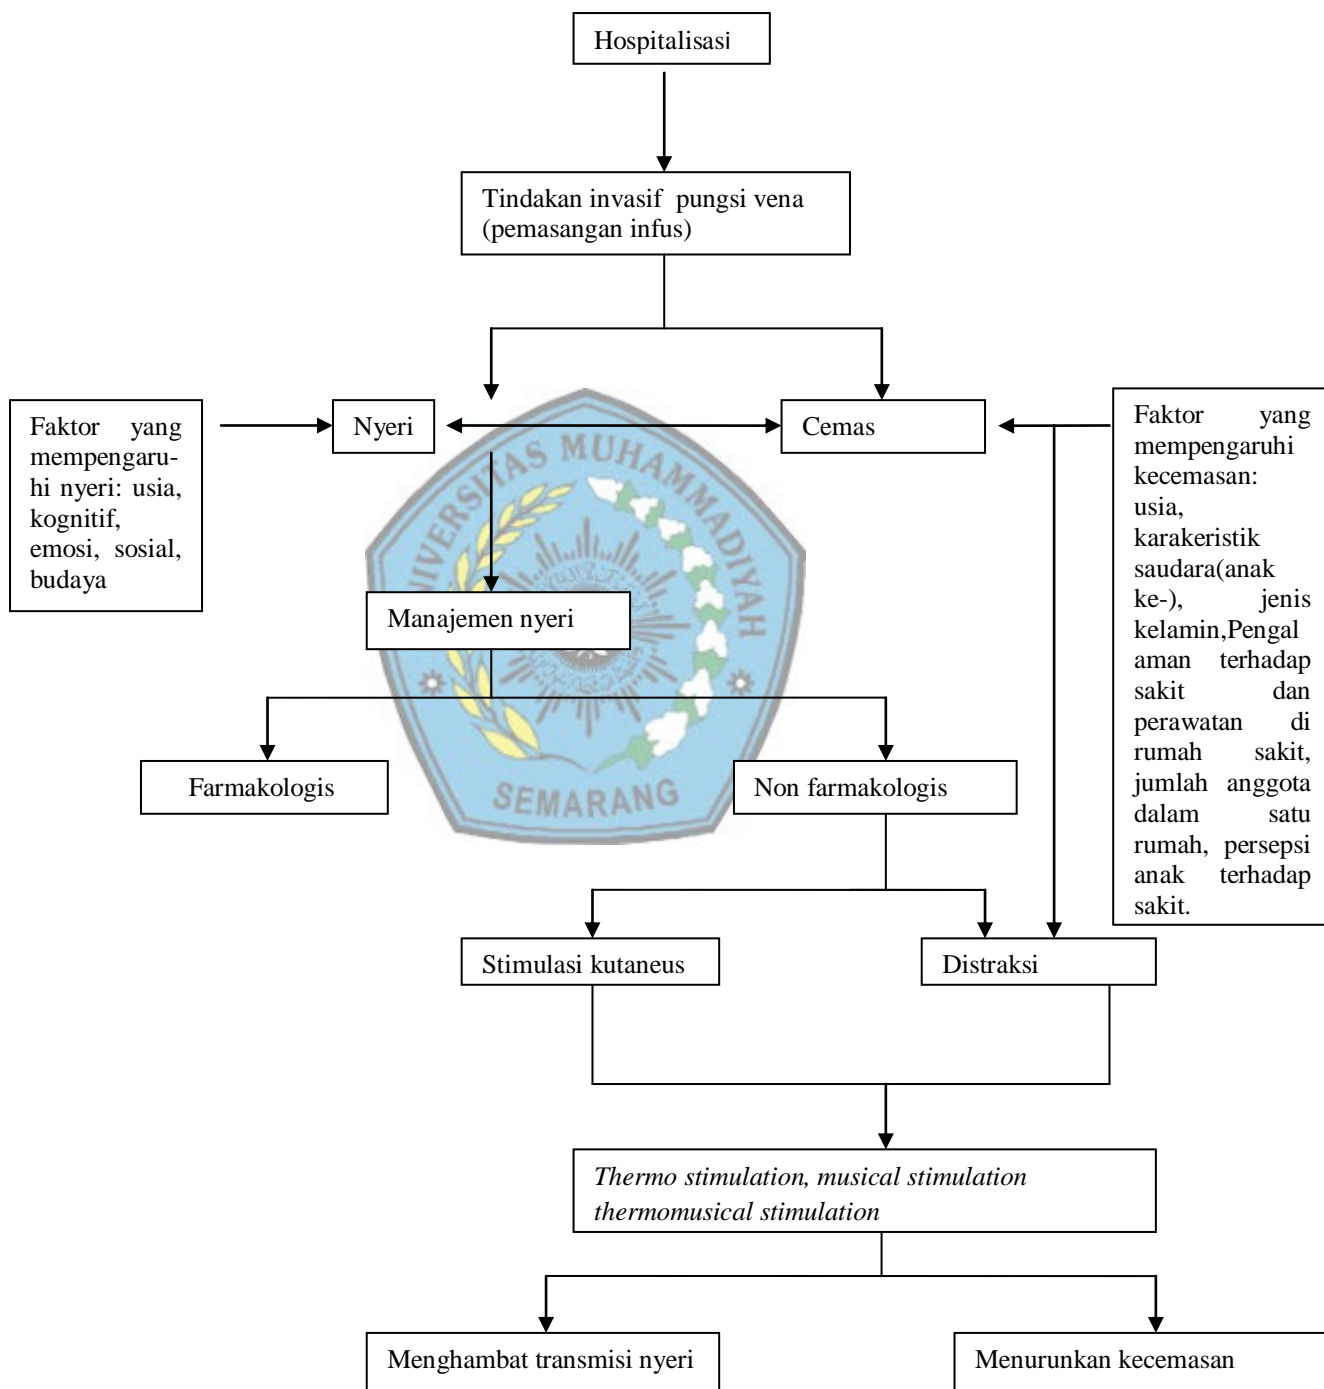 Hospitalisasi
Tindakan invasif pungsi vena
(pemasangan infus)
Faktor yang
mempengaru-
hi nyeri: usia,
kognitif,
emosi, sosial,
budaya
Nyeri
Cemas
Faktor yang
mempengaruhi
kecemasan:
usia,
karakeristik
saudara(anak
ke-), jenis
kelamin,Pengal
aman terhadap
sakit dan
perawatan di
rumah sakit,
jumlah anggota
dalam satu
rumah, persepsi
anak terhadap
sakit.
UNIVERSITAS MUHAMMADIYAH
SEMARANG
Manajemen nyeri
Farmakologis
Non farmakologis
Stimulasi kutaneus
Distraksi
Thermo stimulation, musical stimulation
thermomusical stimulation
Menghambat transmisi nyeri
Menurunkan kecemasan